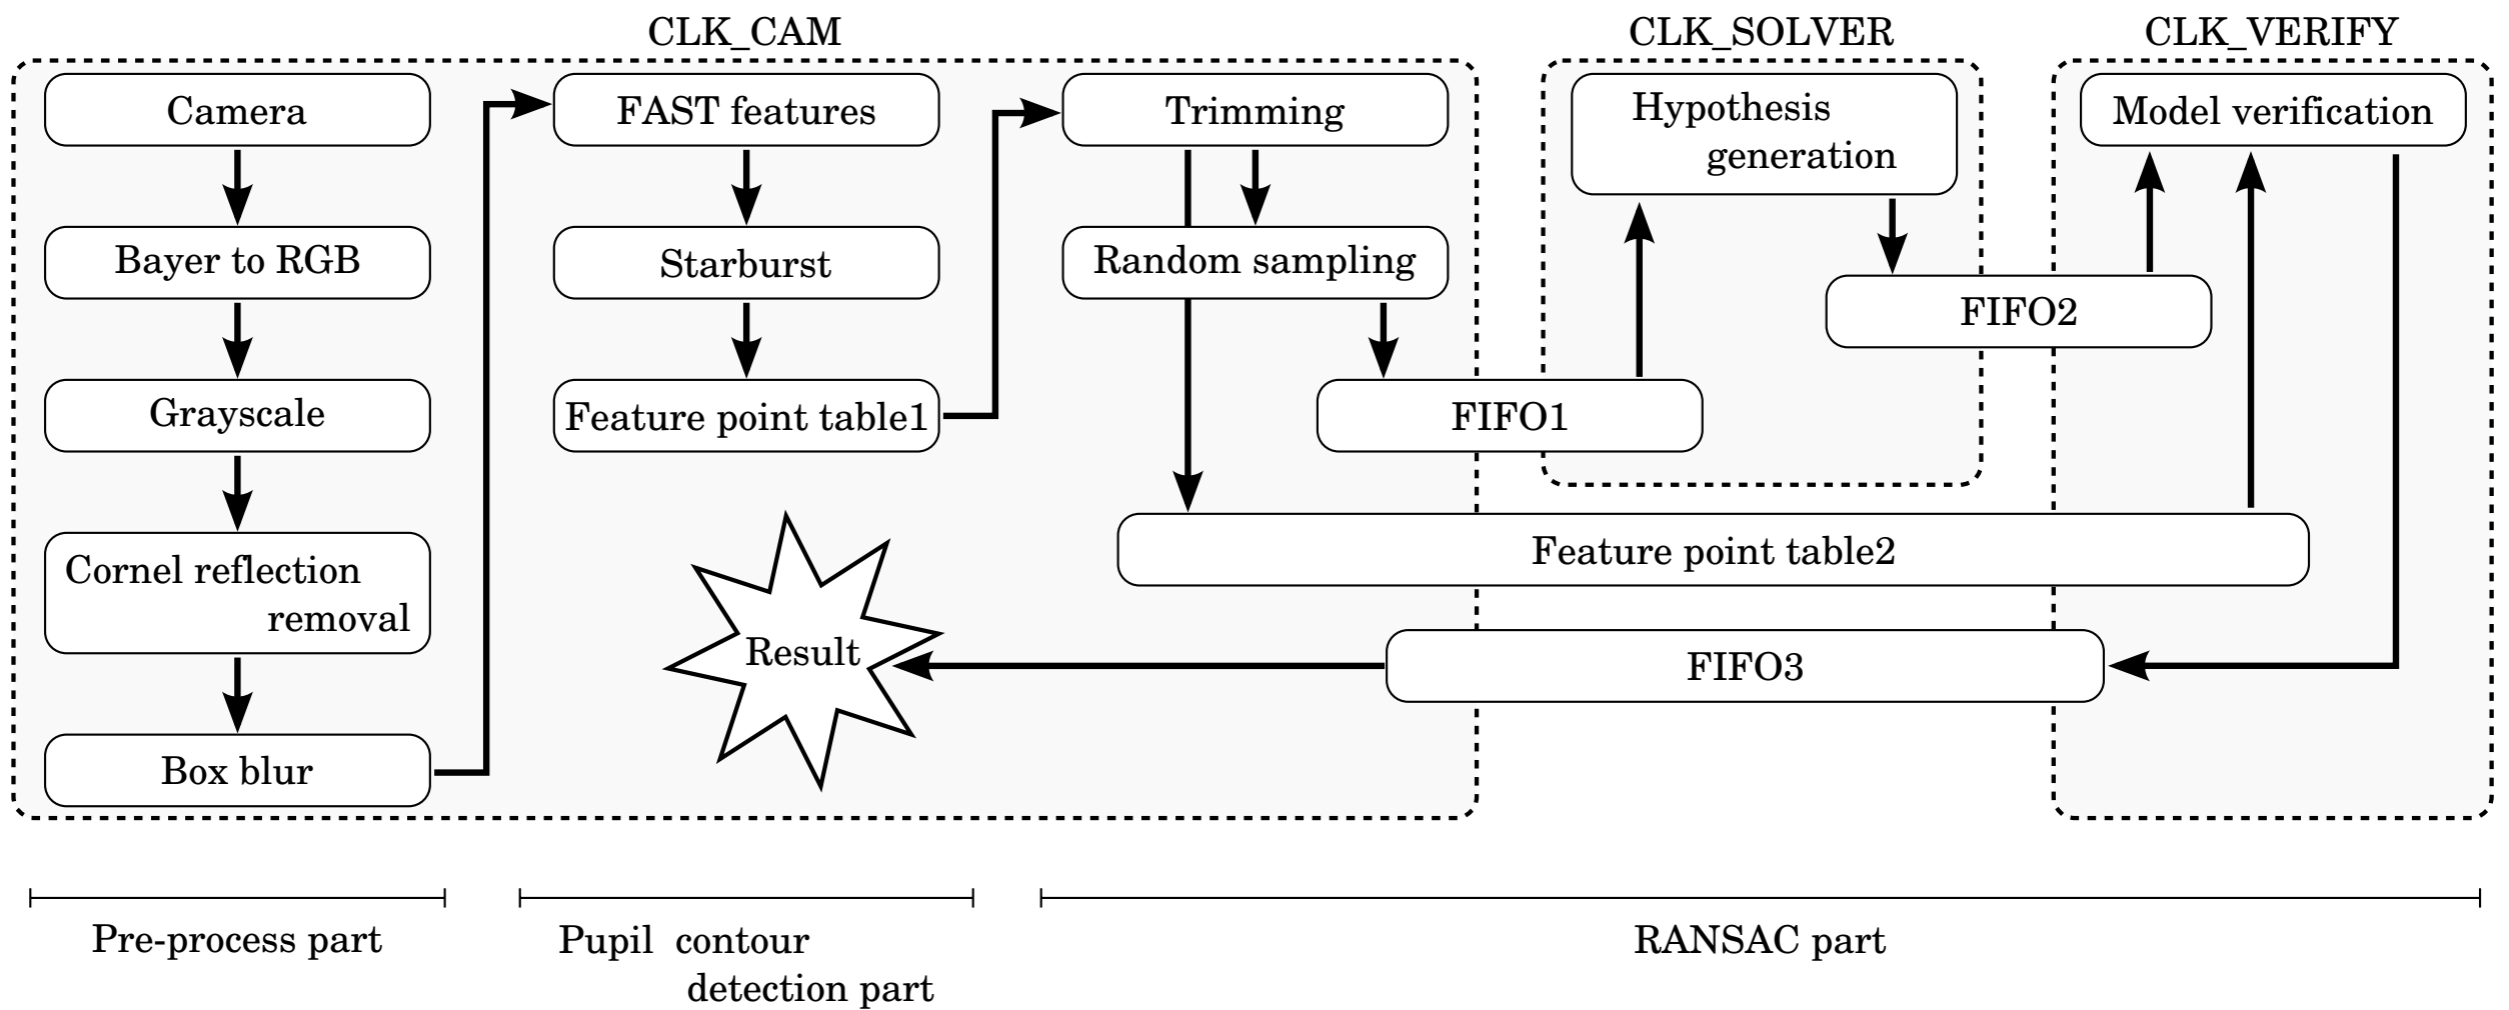 CLK_CAM
CLK_SOLVER
CLK_VERIFY
Camera
Bayer to RGB
Grayscale
Cornel reflection
removal
Box blur
FAST features
Starburst
Feature point table1
Result
Trimming
Random sampling
FIFO1
Hypothesis
generation
FIFO2
Model verification
Feature point table2
FIFO3
Pre-process part
Pupil contour
detection part
RANSAC part